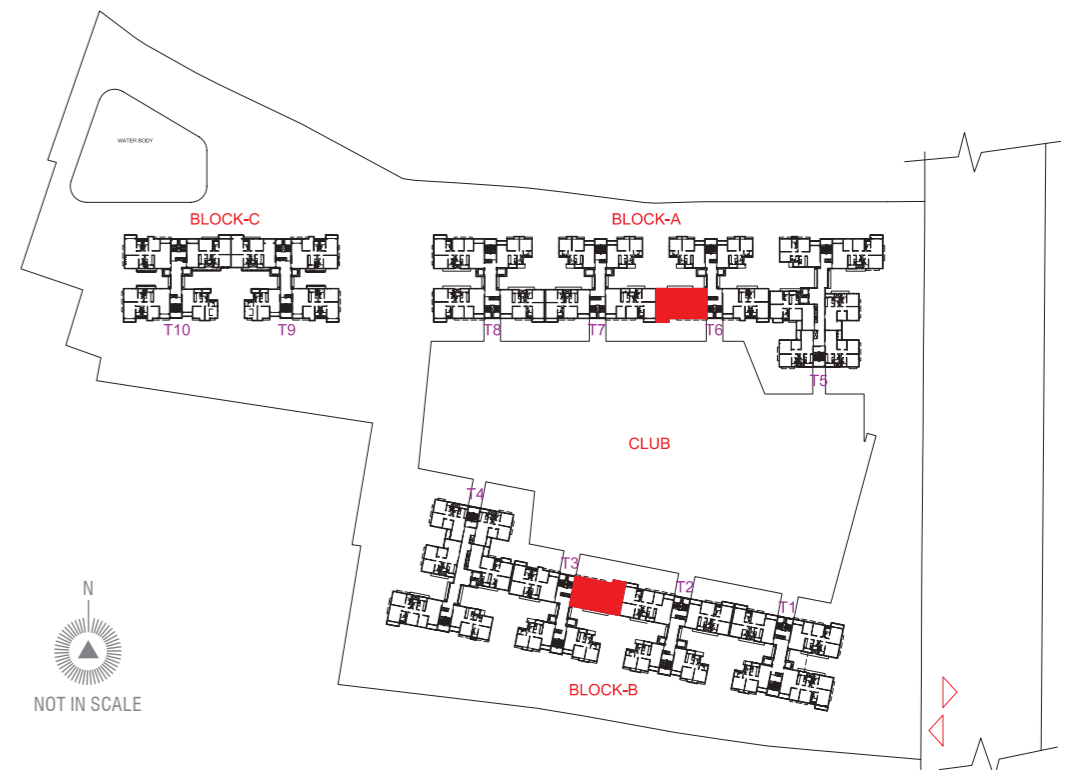 WATER BODY
BLOCK-C
BLOCK-A
T10
T9
T8
T7
T6
T5
CLUB
T4
T3
T2
T1
N
NOT IN SCALE
BLOCK-B